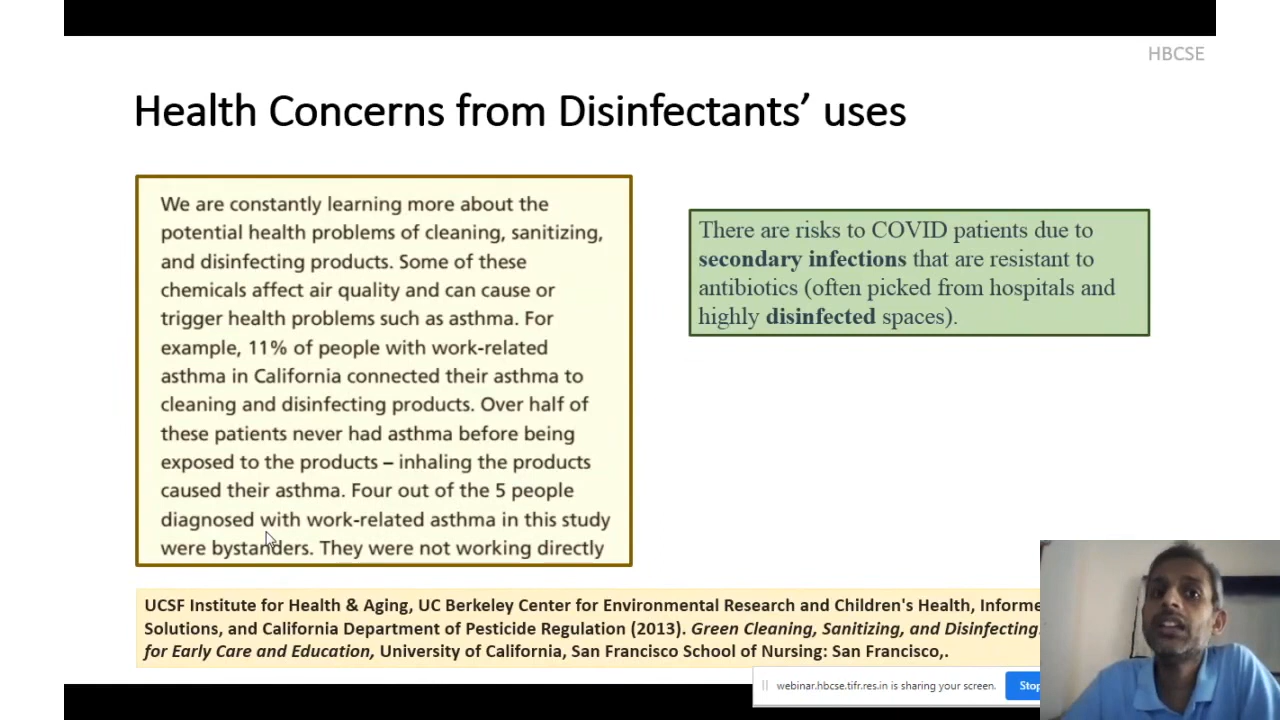 HBCSE
Health Concerns from Disinfectants’ uses
We are constantly learning more about the
potential health problems of cleaning, sanitizing,
and disinfecting products. Some of these
chemicals affect air quality and can cause or
trigger health problems such as asthma. For
example, 11% of people with work-related
asthma in California connected their asthma to
cleaning and disinfecting products. Over half of
these patients never had asthma before being
exposed to the products – inhaling the products
caused their asthma. Four out of the 5 people
diagnosed with work-related asthma in this study
were bystanders. They were not working directly
There are risks to COVID patients due to
secondary infections that are resistant to
antibiotics (often picked from hospitals and
highly disinfected spaces).
UCSF Institute for Health & Aging, UC Berkeley Center for Environmental Research and Children's Health, Informe
Solutions, and California Department of Pesticide Regulation (2013). Green Cleaning, Sanitizing, and Disinfecting
for Early Care and Education, University of California, San Francisco School of Nursing: San Francisco,.
webinar.hbcse.tifr.res.in is sharing your screen.
Stop